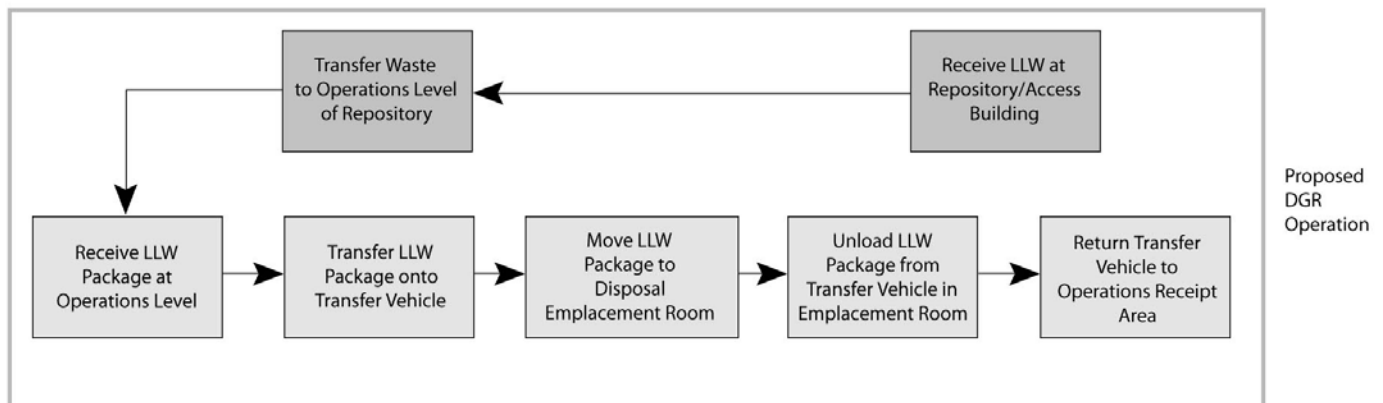 Transfer Waste
to Operations Level
of Repository
Receive LLW at
Repository/Access
Building
Receive LLW
Package at
Operations Level
Transfer LLW
Package onto
Transfer Vehicle
Move LLW
Package to
Disposal
Emplacement Room
Unload LLW
Package from
Transfer Vehicle in
Emplacement Room
Return Transfer
Vehicle to
Operations Receipt
Area
Proposed
DGR
Operation